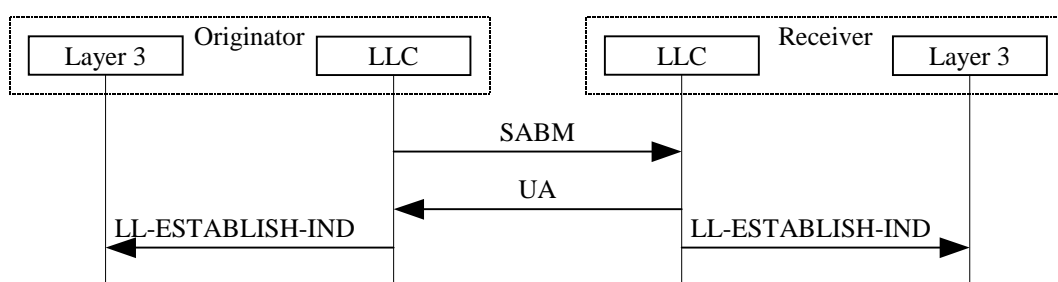 Originator
Receiver
Layer 3
LLC
LLC
Layer 3
SABM
UA
LL-ESTABLISH-IND
LL-ESTABLISH-IND